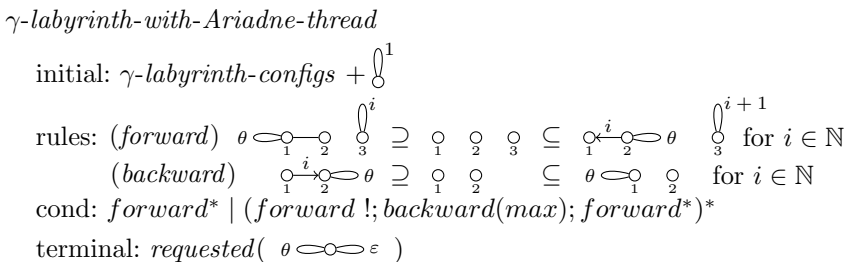 γ-labyrinth-with-Ariadne-thread
initial: γ-labyrinth-configs + 1
rules: (forward) θ 1 2 i 3 ⊇ 1 2 3 ⊆ 1 i 2 θ i + 1 3 for i ∈ ℕ
(backward) 1 i 2 θ ⊇ 1 2 ⊆ θ 1 2 for i ∈ ℕ
cond: forward* | (forward !; backward(max); forward*)*
terminal: requested( θ ε )